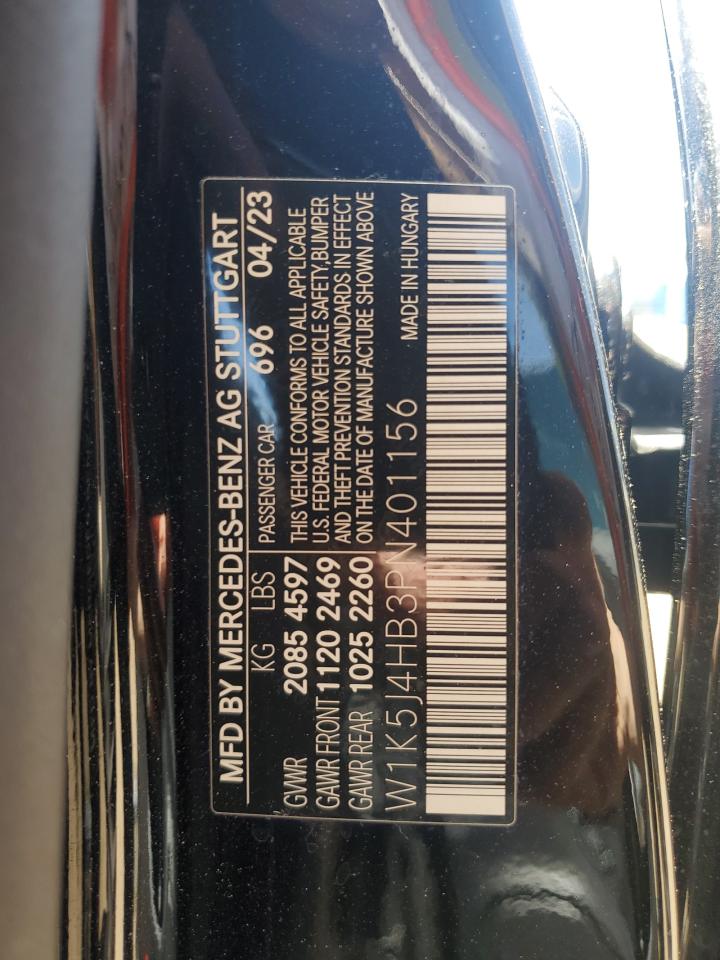 MFD BY MERCEDES-BENZ AG STUTTGART
KG LBS PASSENGER CAR 696 04/23
GVWR 2085 4597
GAWR FRONT 1120 2469
GAWR REAR 1025 2260
THIS VEHICLE CONFORMS TO ALL APPLICABLE
U.S. FEDERAL MOTOR VEHICLE SAFETY,BUMPER
AND THEFT PREVENTION STANDARDS IN EFFECT
ON THE DATE OF MANUFACTURE SHOWN ABOVE
W1K5J4HB3PN401156 MADE IN HUNGARY